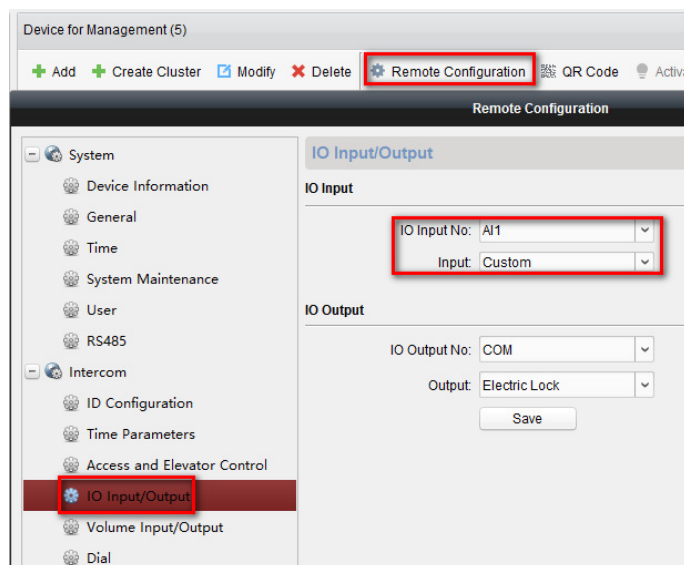 Device for Management (5)
Add Create Cluster Modify Delete Remote Configuration QR Code Activ
Remote Configuration
System
Device Information
General
Time
System Maintenance
User
RS485
Intercom
ID Configuration
Time Parameters
Access and Elevator Control
IO Input/Output
Volume Input/Output
Dial
IO Input/Output
IO Input
IO Input No: AI1
Input: Custom
IO Output
IO Output No: COM
Output: Electric Lock
Save